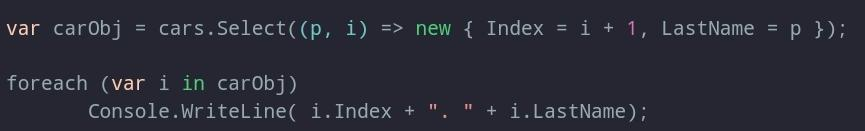 var carObj = cars.Select((p, i) => new { Index = i + 1, LastName = p });
foreach (var i in carObj)
Console.WriteLine( i.Index + ". " + i.LastName);